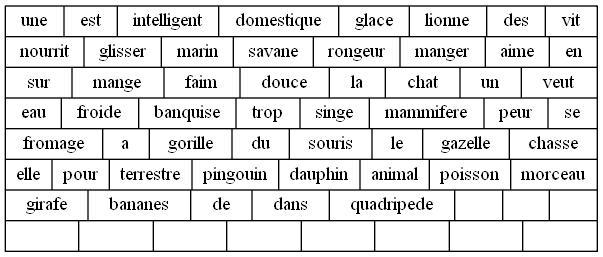 une est intelligent domestique glace lionne des vit
nourrit glisser marin savane rongeur manger aime en
sur mange faim douce la chat un veut
eau froide banquise trop singe mammifere peur se
fromage a gorille du souris le gazelle chasse
elle pour terrestre pingouin dauphin animal poisson morceau
girafe bananes de dans quadripede